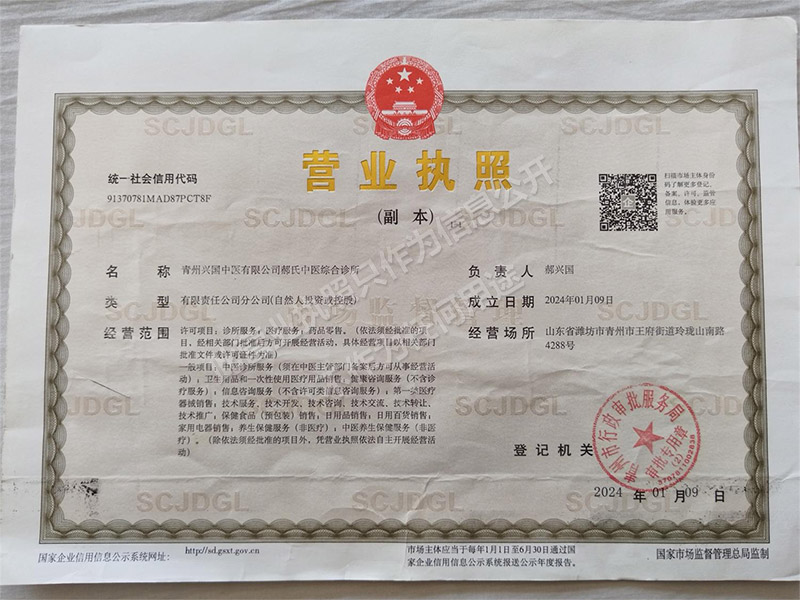 营业执照
(副 本)
1-1
统一社会信用代码
91370781MAD87PCT8F
扫描市场主体身份
码了解更多登记、
备案、许可、监管
信息，体验更多应
用服务。
名 称 青州兴国中医有限公司郝氏中医综合诊所
类 型 有限责任公司分公司(自然人投资或控股)
经营范围 许可项目：诊所服务；医疗服务；药品零售。（依法须经批准的项
目，经相关部门批准后方可开展经营活动，具体经营项目以相关部门
批准文件或许可证件为准）
一般项目：中医诊所服务（须在中医主管部门备案后方可从事经营活
动）；卫生用品和一次性使用医疗用品销售；健康咨询服务（不含诊
疗服务）；信息咨询服务（不含许可类信息咨询服务）；第一类医疗
器械销售；技术服务、技术开发、技术咨询、技术交流、技术转让、
技术推广；保健食品（预包装）销售；日用品销售；日用百货销售；
家用电器销售；养生保健服务（非医疗）；中医养生保健服务（非医
疗）。（除依法须经批准的项目外，凭营业执照依法自主开展经营活
动）
负 责 人 郝兴国
成立日期 2024年01月09日
经营场所 山东省潍坊市青州市王府街道玲珑山南路
4288号
登记机关
青州市行政审批服务局
审批专用章
(2)
3707811002838
2024 年 01 月 09 日
国家企业信用信息公示系统网址： http://sd.gsxt.gov.cn
市场主体应当于每年1月1日至6月30日通过国
家企业信用信息公示系统报送公示年度报告。
国家市场监督管理总局监制